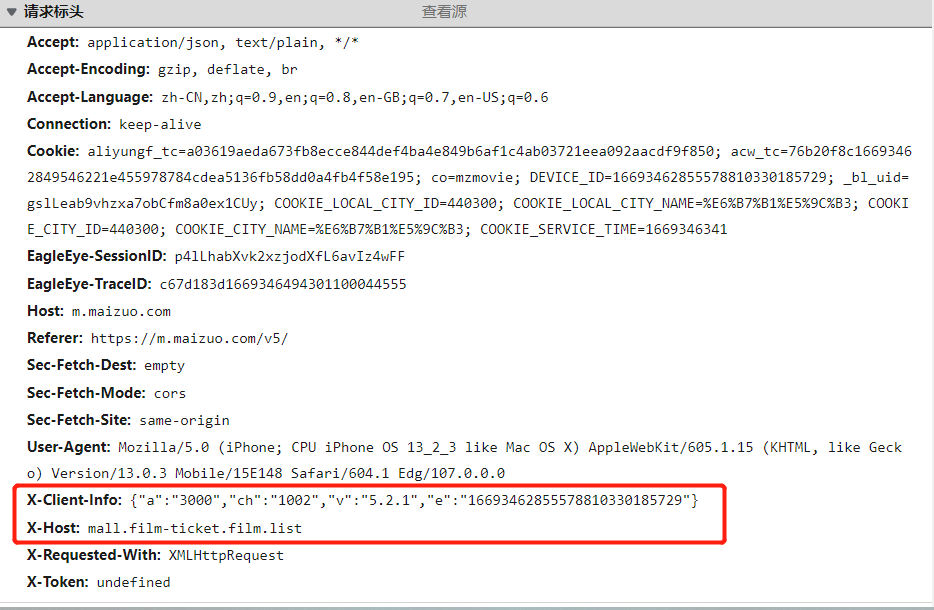 ▼ 请求标头 查看源
Accept: application/json, text/plain, */*
Accept-Encoding: gzip, deflate, br
Accept-Language: zh-CN,zh;q=0.9,en;q=0.8,en-GB;q=0.7,en-US;q=0.6
Connection: keep-alive
Cookie: aliyungf_tc=a03619aeda673fb8ecce844def4ba4e849b6af1c4ab03721eea092aacdf9f850; acw_tc=76b20f8c1669346
2849546221e455978784cdea5136fb58dd0a4fb4f58e195; co=mzmovie; DEVICE_ID=16693462855578810330185729; _bl_uid=
gslLeab9vhzxa7obCfm8a0ex1CUy; COOKIE_LOCAL_CITY_ID=440300; COOKIE_LOCAL_CITY_NAME=%E6%B7%B1%E5%9C%B3; COOKI
E_CITY_ID=440300; COOKIE_CITY_NAME=%E6%B7%B1%E5%9C%B3; COOKIE_SERVICE_TIME=1669346341
EagleEye-SessionID: p4lLhabXvk2xzjodXfL6avIz4wFF
EagleEye-TraceID: c67d183d1669346494301100044555
Host: m.maizuo.com
Referer: https://m.maizuo.com/v5/
Sec-Fetch-Dest: empty
Sec-Fetch-Mode: cors
Sec-Fetch-Site: same-origin
User-Agent: Mozilla/5.0 (iPhone; CPU iPhone OS 13_2_3 like Mac OS X) AppleWebKit/605.1.15 (KHTML, like Geck
o) Version/13.0.3 Mobile/15E148 Safari/604.1 Edg/107.0.0.0
X-Client-Info: {"a":"3000","ch":"1002","v":"5.2.1","e":"16693462855578810330185729"}
X-Host: mall.film-ticket.film.list
X-Requested-With: XMLHttpRequest
X-Token: undefined